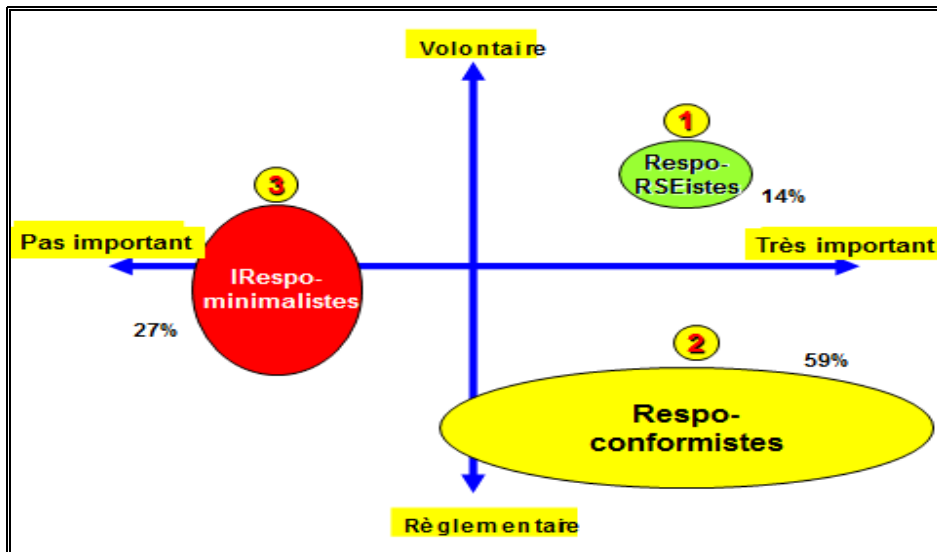 Volontaire
1
Respo-
RSEistes
14%
3
Pas important
Très important
IRespo-
minimalistes
27%
2
59%
Respo-
conformistes
Règlementaire